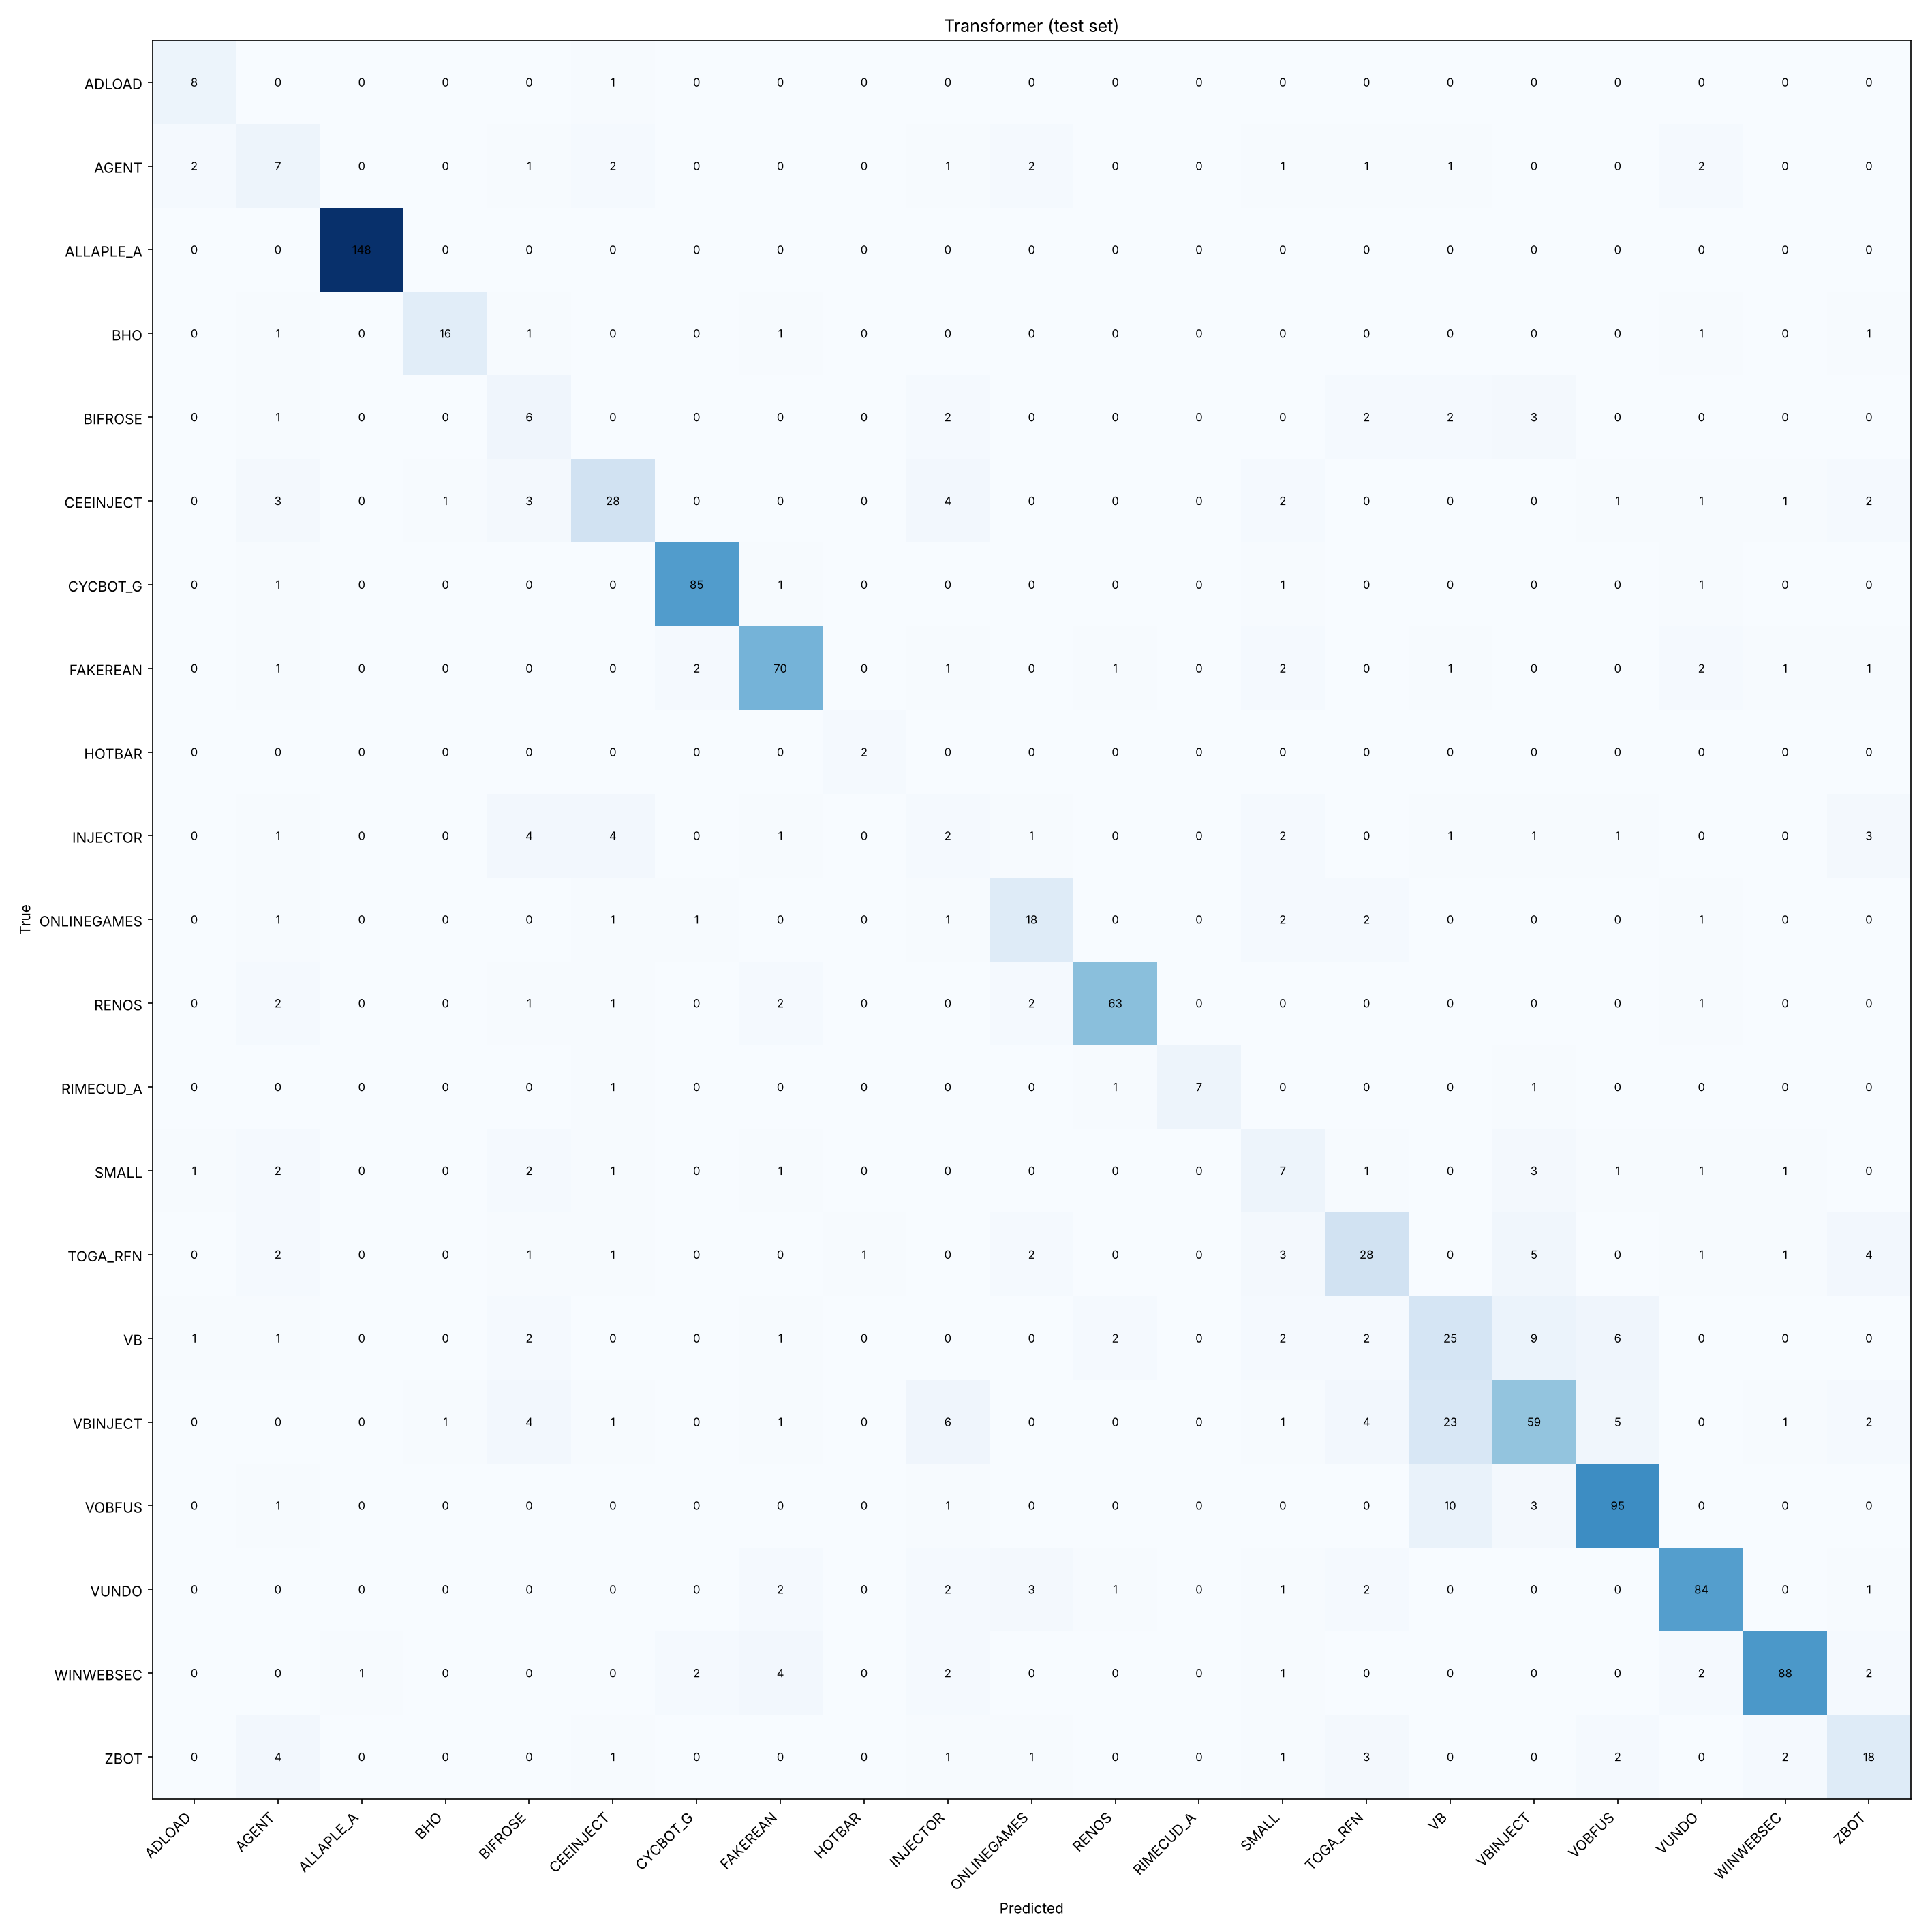 Transformer (test set)
ADLOAD 8 0 0 0 0 1 0 0 0 0 0 0 0 0 0 0 0 0 0 0 0
AGENT 2 7 0 0 1 2 0 0 0 1 2 0 0 1 1 1 0 0 2 0 0
ALLAPLE_A 0 0 148 0 0 0 0 0 0 0 0 0 0 0 0 0 0 0 0 0 0
BHO 0 1 0 16 1 0 0 1 0 0 0 0 0 0 0 0 0 0 1 0 1
BIFROSE 0 1 0 0 6 0 0 0 0 2 0 0 0 0 2 2 3 0 0 0 0
CEEINJECT 0 3 0 1 3 28 0 0 0 4 0 0 0 2 0 0 0 1 1 1 2
CYCBOT_G 0 1 0 0 0 0 85 1 0 0 0 0 0 1 0 0 0 0 1 0 0
FAKEREAN 0 1 0 0 0 0 2 70 0 1 0 1 0 2 0 1 0 0 2 1 1
HOTBAR 0 0 0 0 0 0 0 0 2 0 0 0 0 0 0 0 0 0 0 0 0
INJECTOR 0 1 0 0 4 4 0 1 0 2 1 0 0 2 0 1 1 1 0 0 3
ONLINEGAMES 0 1 0 0 0 1 1 0 0 1 18 0 0 2 2 0 0 0 1 0 0
RENOS 0 2 0 0 1 1 0 2 0 0 2 63 0 0 0 0 0 0 1 0 0
RIMECUD_A 0 0 0 0 0 1 0 0 0 0 0 1 7 0 0 0 1 0 0 0 0
SMALL 1 2 0 0 2 1 0 1 0 0 0 0 0 7 1 0 3 1 1 1 0
TOGA_RFN 0 2 0 0 1 1 0 0 1 0 2 0 0 3 28 0 5 0 1 1 4
VB 1 1 0 0 2 0 0 1 0 0 0 2 0 2 2 25 9 6 0 0 0
VBINJECT 0 0 0 1 4 1 0 1 0 6 0 0 0 1 4 23 59 5 0 1 2
VOBFUS 0 1 0 0 0 0 0 0 0 1 0 0 0 0 0 10 3 95 0 0 0
VUNDO 0 0 0 0 0 0 0 2 0 2 3 1 0 1 2 0 0 0 84 0 1
WINWEBSEC 0 0 1 0 0 0 2 4 0 2 0 0 0 1 0 0 0 0 2 88 2
ZBOT 0 4 0 0 0 1 0 0 0 1 1 0 0 1 3 0 0 2 0 2 18
True
ADLOAD AGENT ALLAPLE_A BHO BIFROSE CEEINJECT CYCBOT_G FAKEREAN HOTBAR INJECTOR ONLINEGAMES RENOS RIMECUD_A SMALL TOGA_RFN VB VBINJECT VOBFUS VUNDO WINWEBSEC ZBOT
Predicted